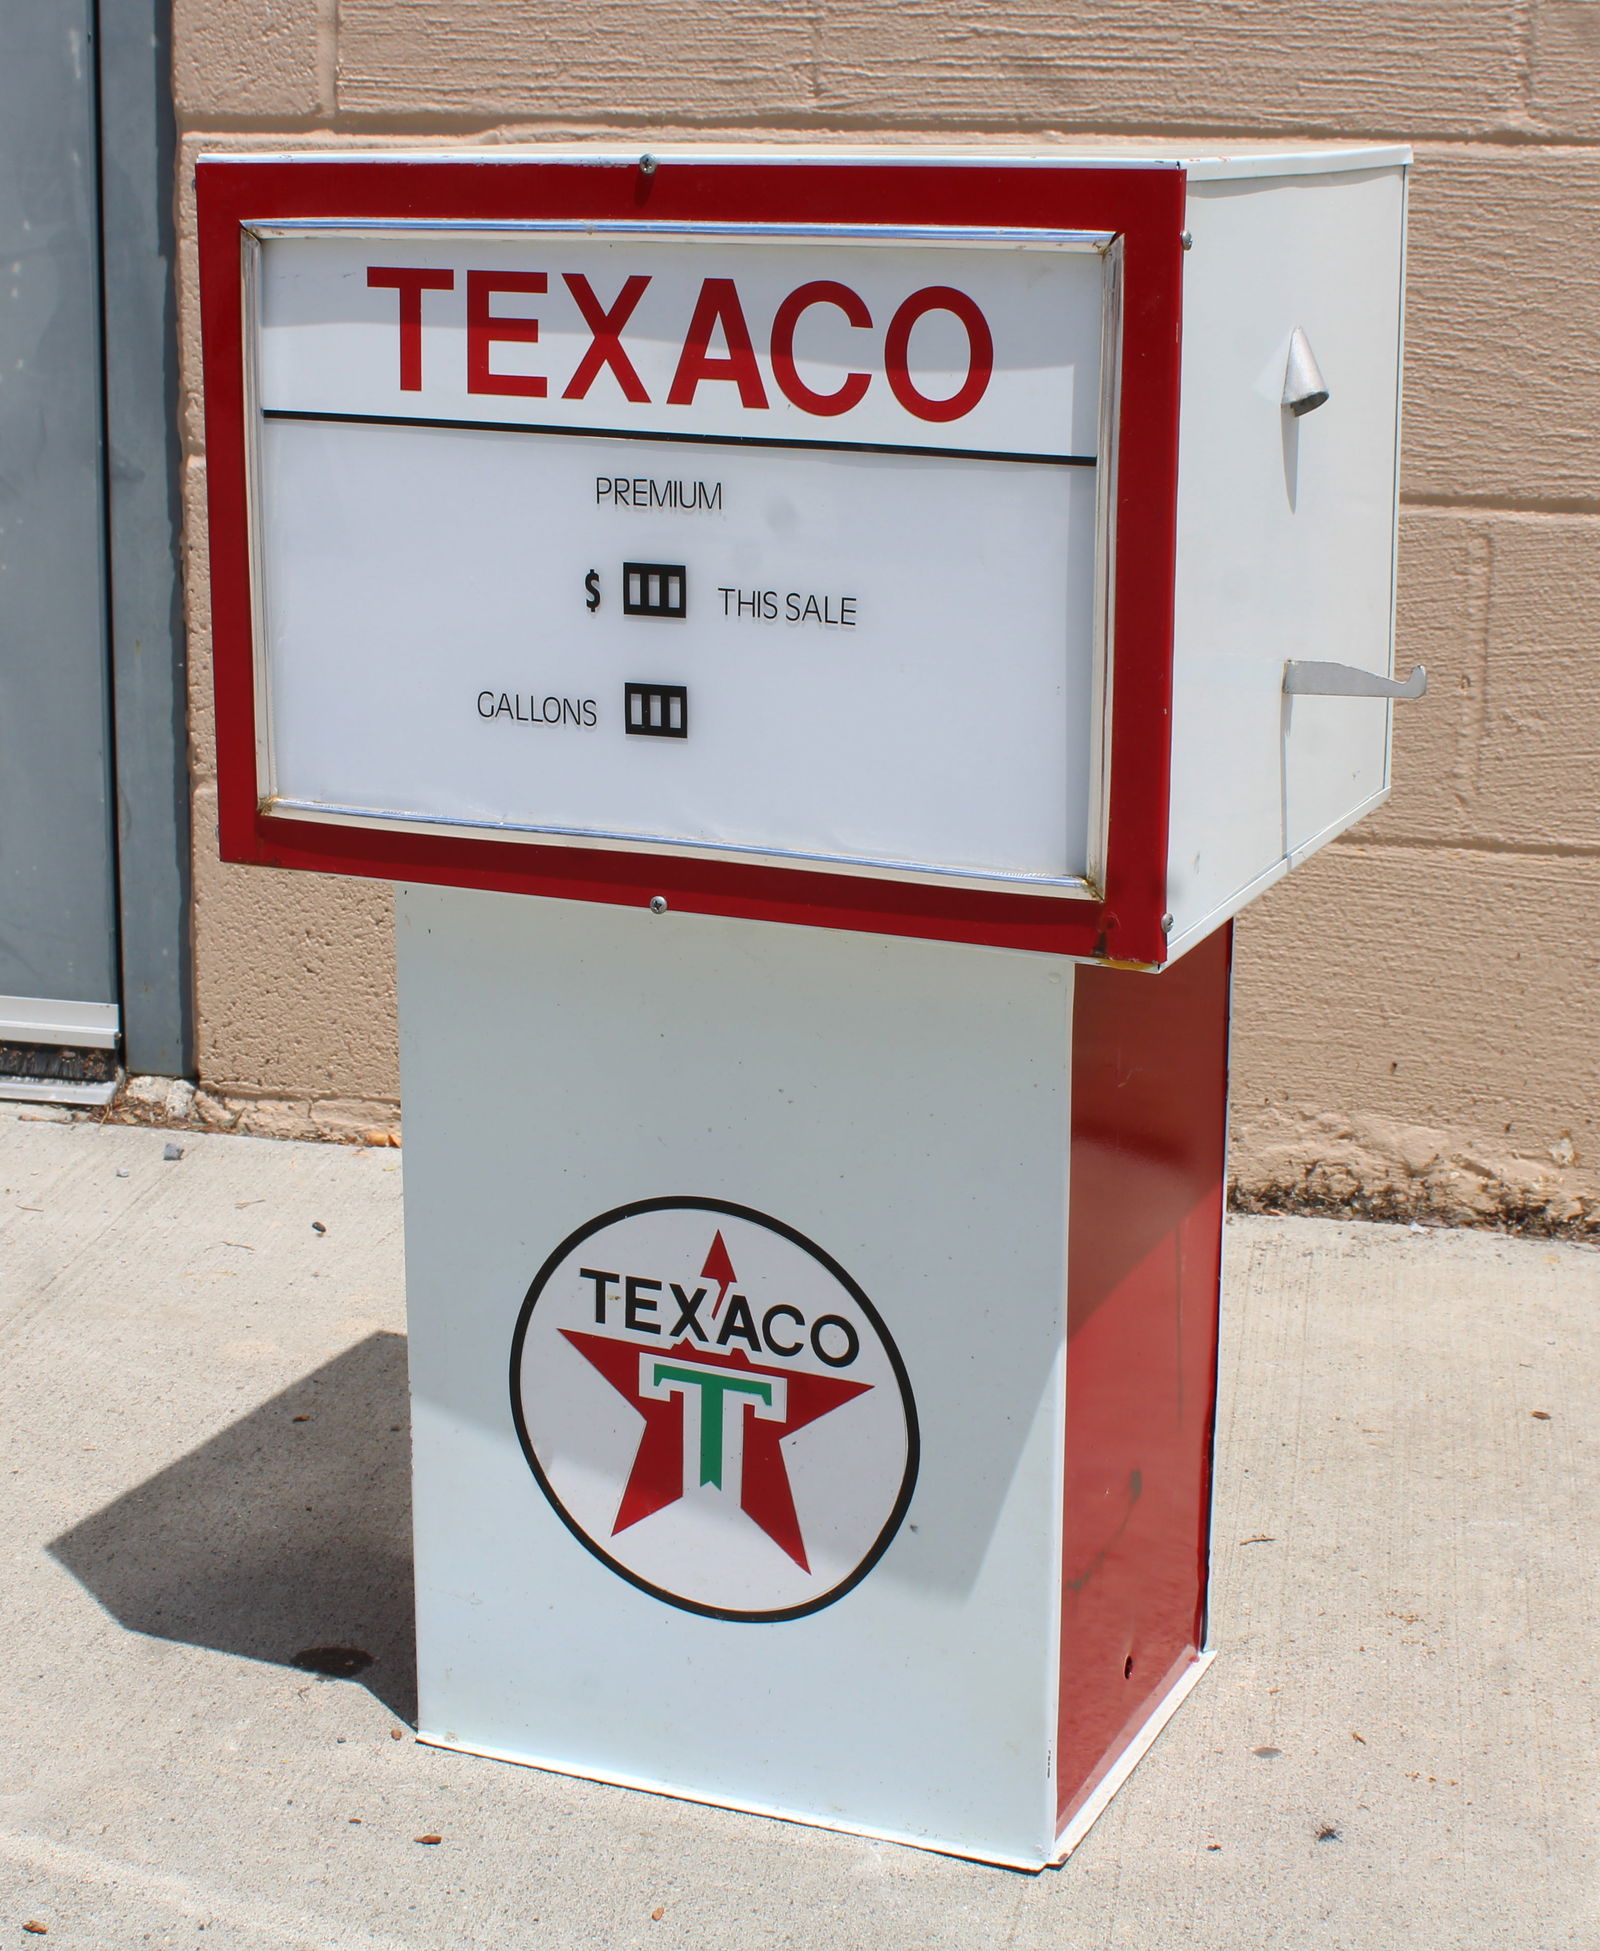 TEXACO
PREMIUM
$ THIS SALE
GALLONS
TEXACO
T